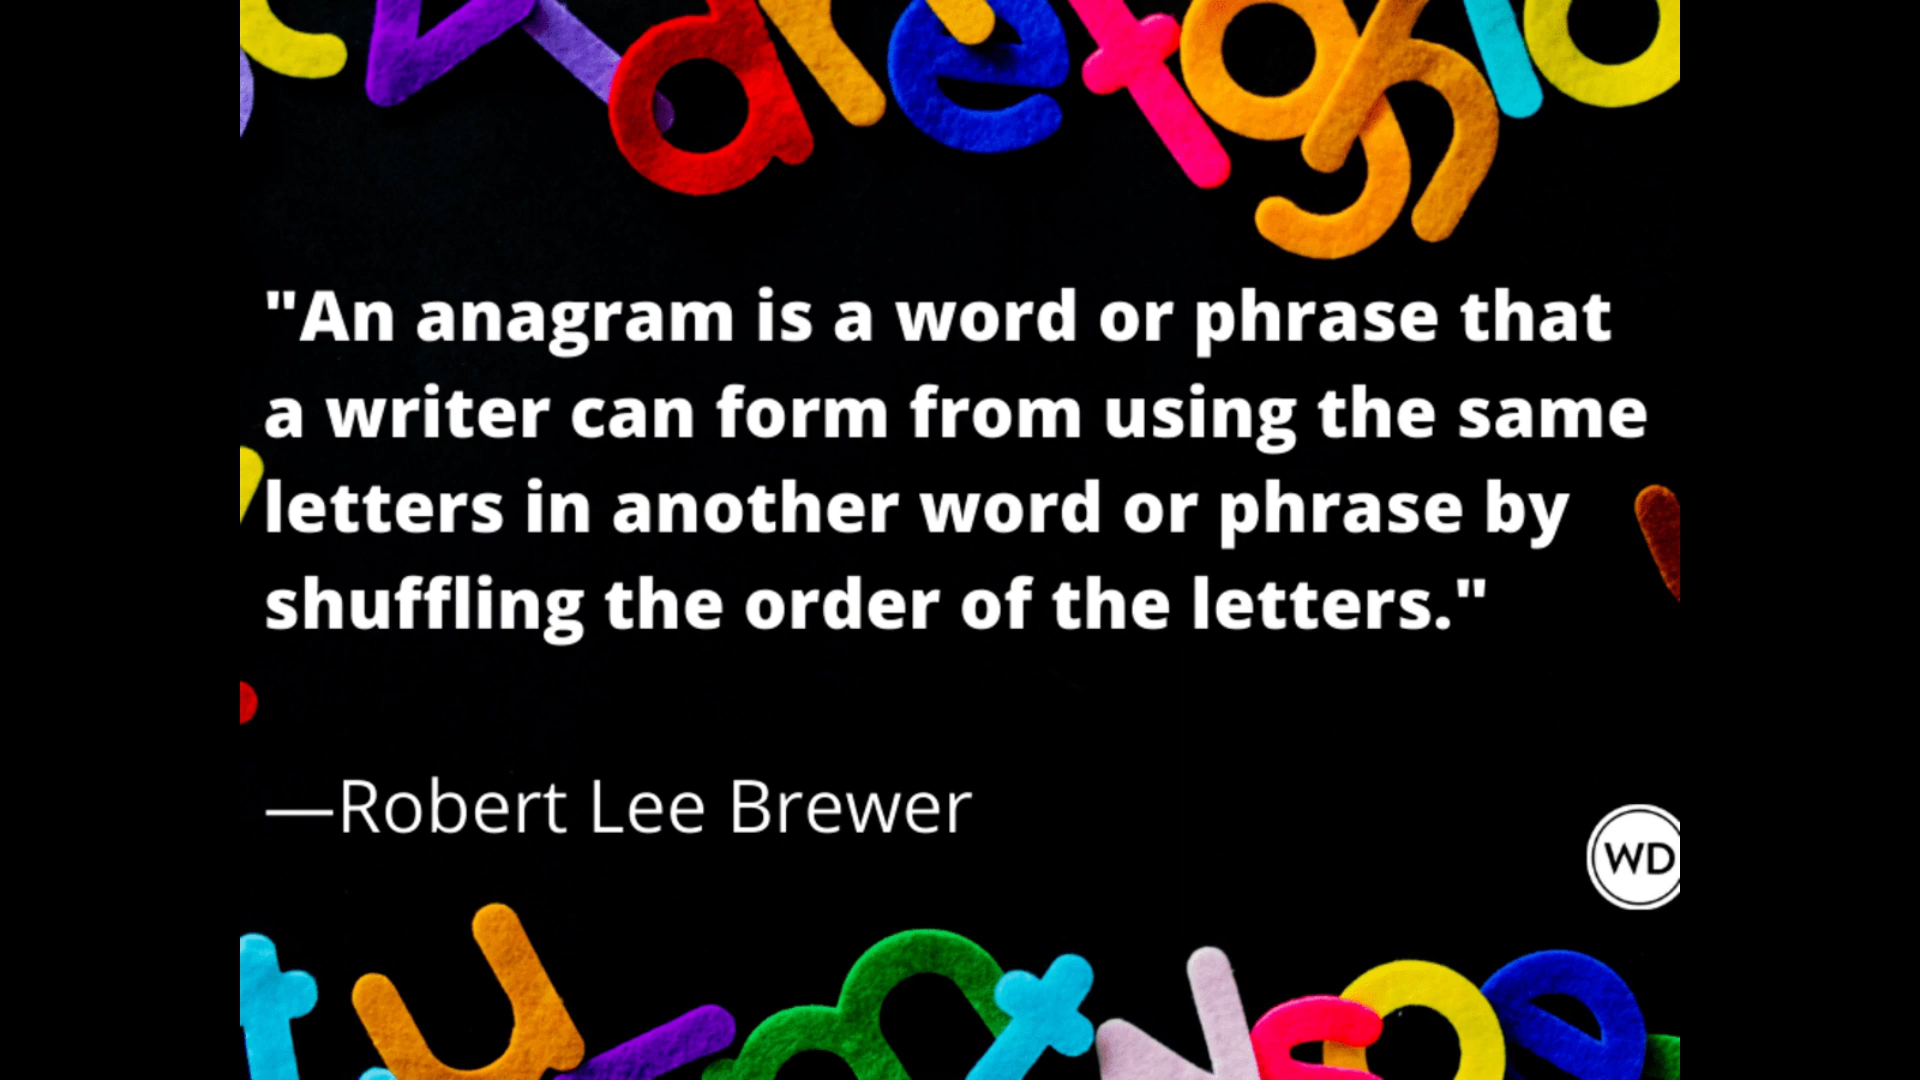 "An anagram is a word or phrase that
a writer can form from using the same
letters in another word or phrase by
shuffling the order of the letters."
—Robert Lee Brewer
WD